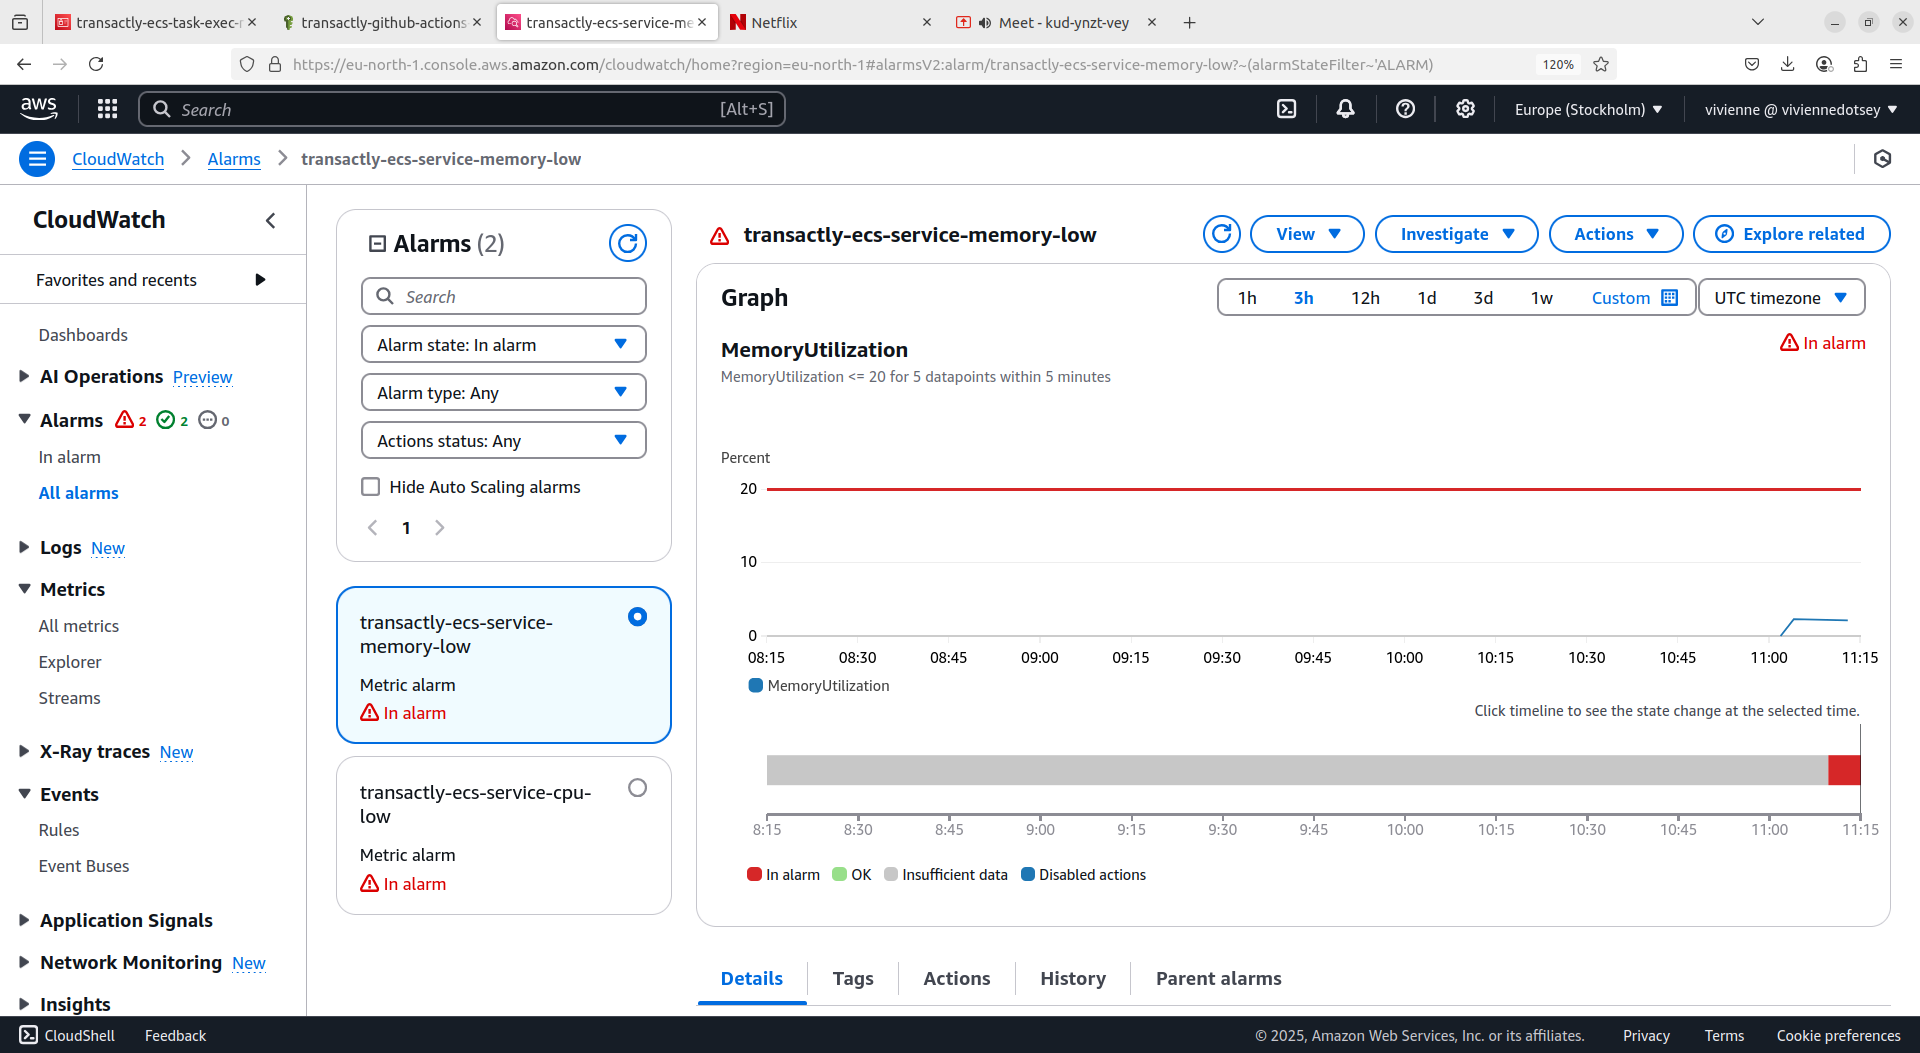 transactly-ecs-task-exec-r
transactly-github-actions
transactly-ecs-service-me
Netflix
Meet - kud-ynzt-vey
https://eu-north-1.console.aws.amazon.com/cloudwatch/home?region=eu-north-1#alarmsV2:alarm/transactly-ecs-service-memory-low?~(alarmStateFilter~'ALARM)
120%
aws
Search
[Alt+S]
Europe (Stockholm)
vivienne @ viviennedotsey
CloudWatch
Alarms
transactly-ecs-service-memory-low
CloudWatch
Favorites and recents
Dashboards
AI Operations Preview
Alarms 2 2 0
In alarm
All alarms
Logs New
Metrics
All metrics
Explorer
Streams
X-Ray traces New
Events
Rules
Event Buses
Application Signals
Network Monitoring New
Insights
Alarms (2)
Search
Alarm state: In alarm
Alarm type: Any
Actions status: Any
Hide Auto Scaling alarms
1
transactly-ecs-service-
memory-low
Metric alarm
In alarm
transactly-ecs-service-cpu-
low
Metric alarm
In alarm
transactly-ecs-service-memory-low
View
Investigate
Actions
Explore related
Graph
1h 3h 12h 1d 3d 1w Custom
UTC timezone
MemoryUtilization
In alarm
MemoryUtilization <= 20 for 5 datapoints within 5 minutes
Percent
20
10
0
08:15 08:30 08:45 09:00 09:15 09:30 09:45 10:00 10:15 10:30 10:45 11:00 11:15
MemoryUtilization
Click timeline to see the state change at the selected time.
8:15 8:30 8:45 9:00 9:15 9:30 9:45 10:00 10:15 10:30 10:45 11:00 11:15
In alarm OK Insufficient data Disabled actions
Details Tags Actions History Parent alarms
CloudShell Feedback
© 2025, Amazon Web Services, Inc. or its affiliates. Privacy Terms Cookie preferences